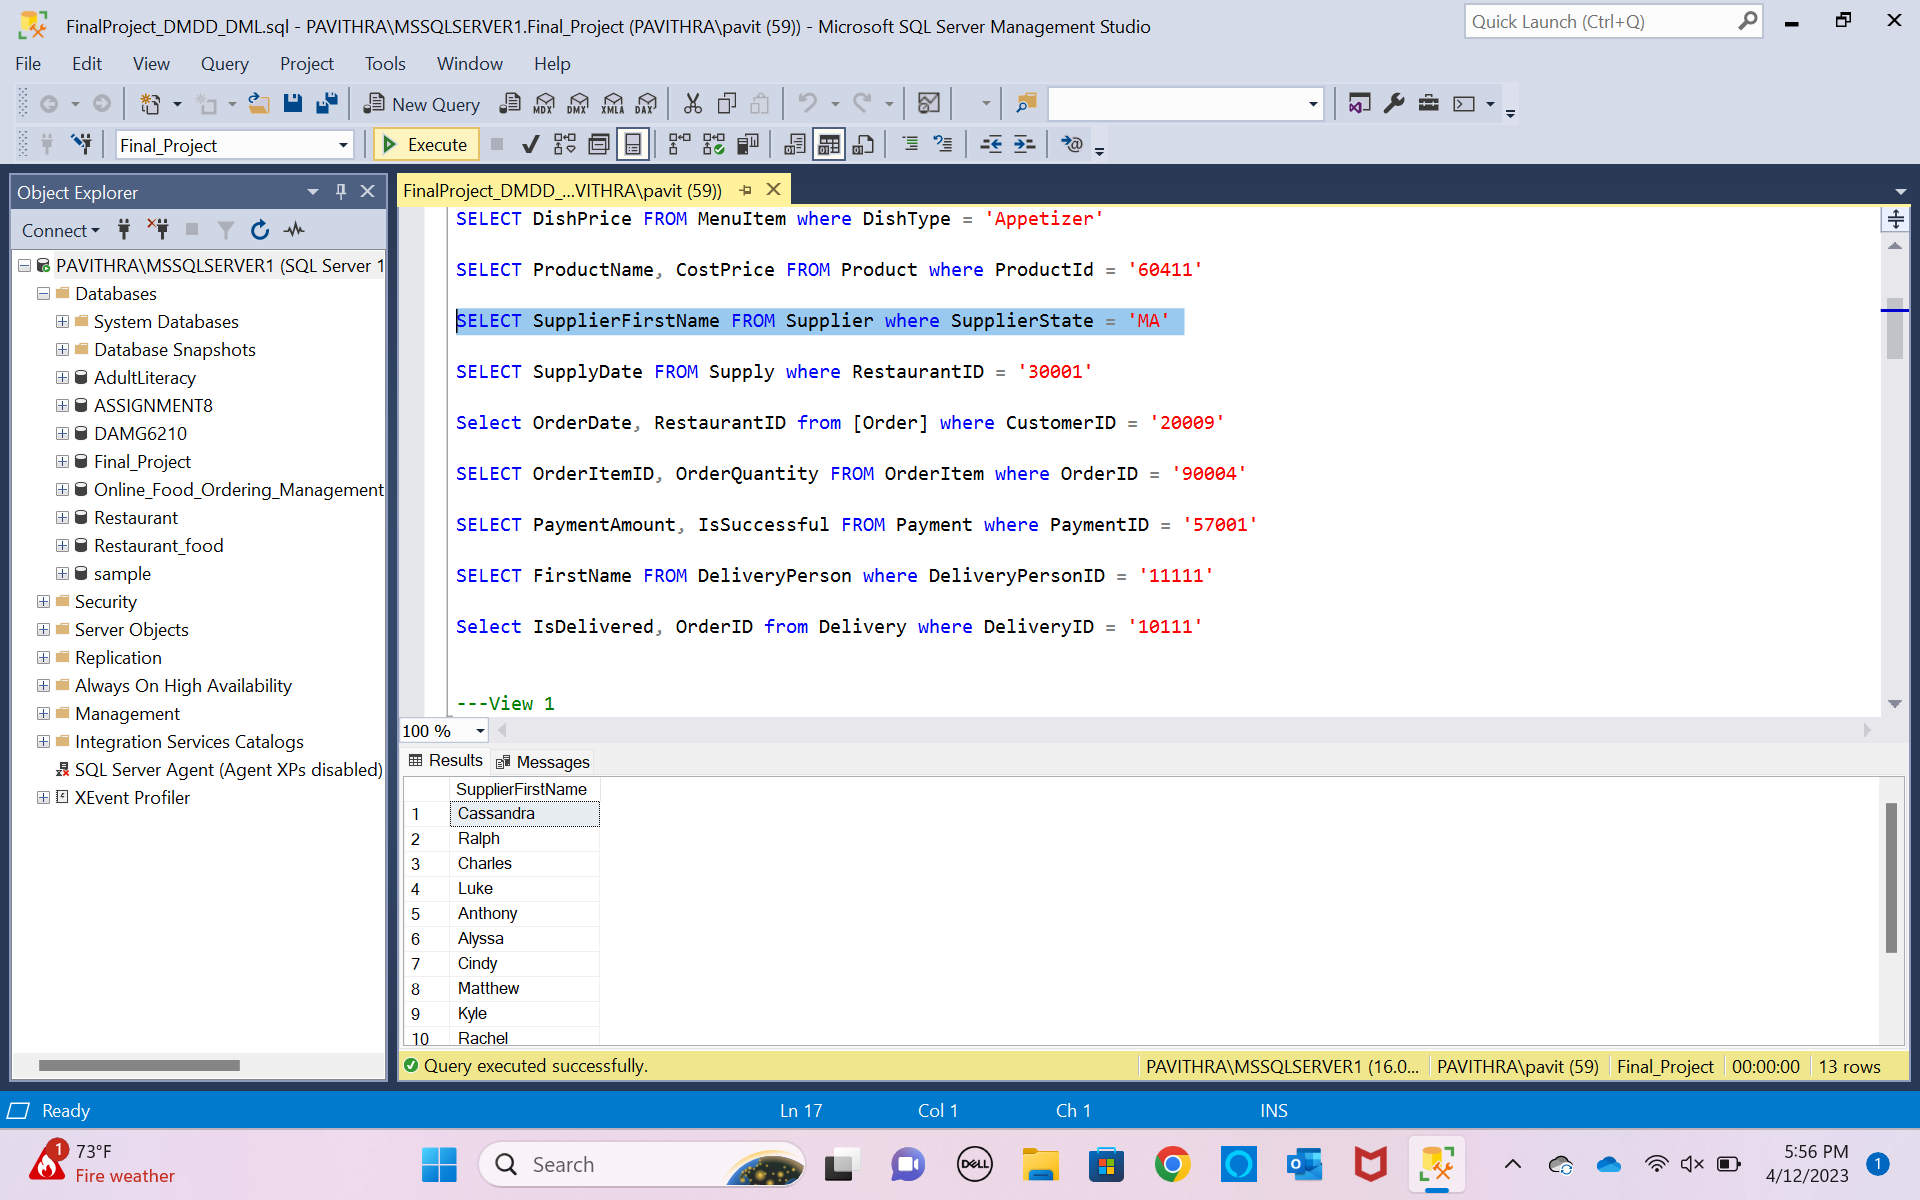 FinalProject_DMDD_DML.sql - PAVITHRA\MSSQLSERVER1.Final_Project (PAVITHRA\pavit (59)) - Microsoft SQL Server Management Studio
Quick Launch (Ctrl+Q)
File Edit View Query Project Tools Window Help
New Query MDX DMX XMLA DAX
Final_Project Execute
Object Explorer
FinalProject_DMDD_...VITHRA\pavit (59))
Connect
PAVITHRA\MSSQLSERVER1 (SQL Server 1
Databases
System Databases
Database Snapshots
AdultLiteracy
ASSIGNMENT8
DAMG6210
Final_Project
Online_Food_Ordering_Management
Restaurant
Restaurant_food
sample
Security
Server Objects
Replication
Always On High Availability
Management
Integration Services Catalogs
SQL Server Agent (Agent XPs disabled)
XEvent Profiler
SELECT DishPrice FROM MenuItem where DishType = 'Appetizer'
SELECT ProductName, CostPrice FROM Product where ProductId = '60411'
SELECT SupplierFirstName FROM Supplier where SupplierState = 'MA'
SELECT SupplyDate FROM Supply where RestaurantID = '30001'
Select OrderDate, RestaurantID from [Order] where CustomerID = '20009'
SELECT OrderItemID, OrderQuantity FROM OrderItem where OrderID = '90004'
SELECT PaymentAmount, IsSuccessful FROM Payment where PaymentID = '57001'
SELECT FirstName FROM DeliveryPerson where DeliveryPersonID = '11111'
Select IsDelivered, OrderID from Delivery where DeliveryID = '10111'
---View 1
100 %
Results Messages
SupplierFirstName
1 Cassandra
2 Ralph
3 Charles
4 Luke
5 Anthony
6 Alyssa
7 Cindy
8 Matthew
9 Kyle
10 Rachel
Query executed successfully. PAVITHRA\MSSQLSERVER1 (16.0... PAVITHRA\pavit (59) Final_Project 00:00:00 13 rows
Ready Ln 17 Col 1 Ch 1 INS
1
73°F
Fire weather
Search
DELL
5:56 PM
4/12/2023
1